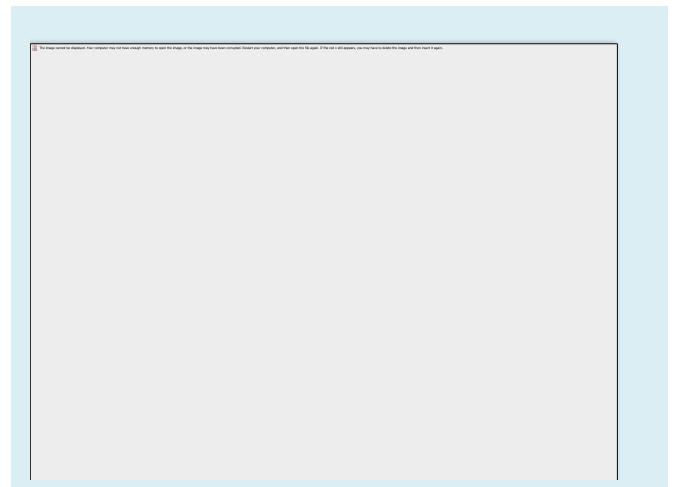 The image cannot be displayed. Your computer may not have enough memory to open the image, or the image may have been corrupted. Restart your computer, and then open the file again. If the red x still appears, you may have to delete the image and then insert it again.